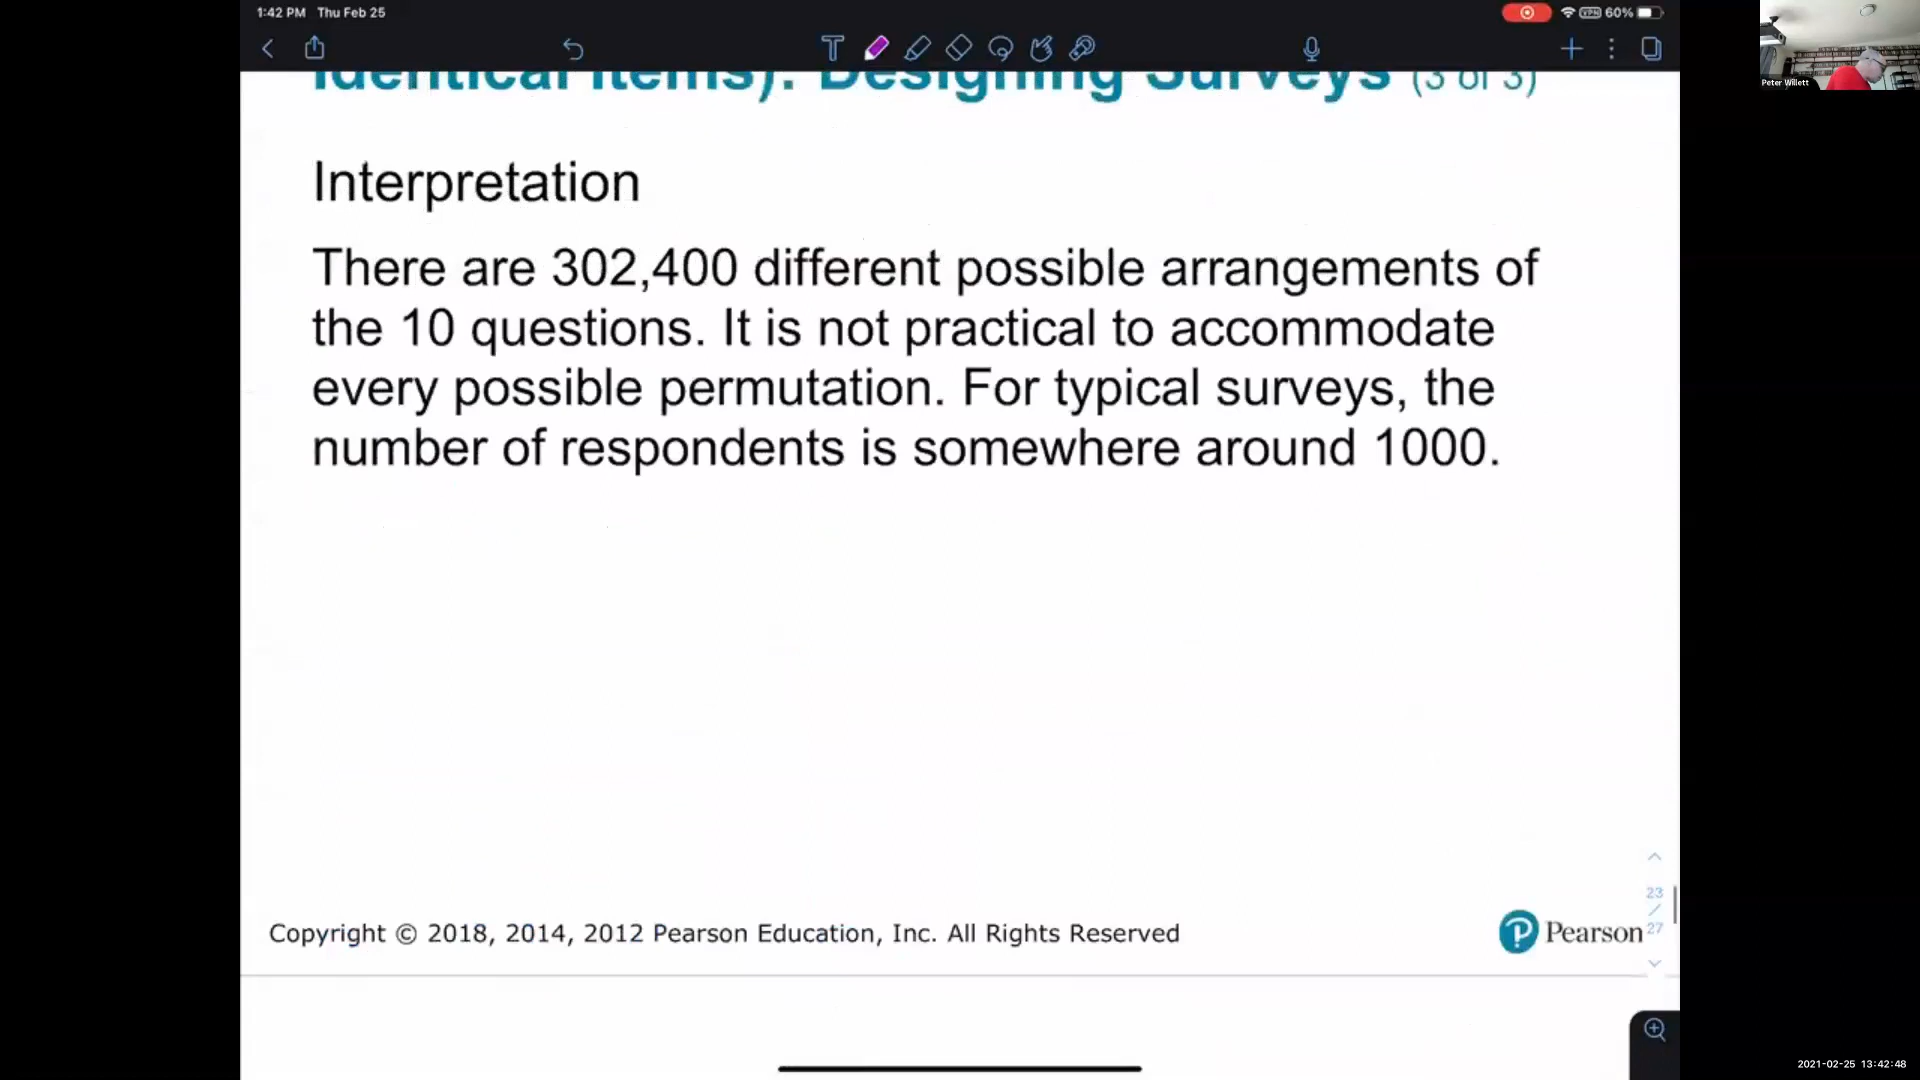 1:42 PM Thu Feb 25
VPN 60%
Peter Willett
Identical Items): Designing Surveys (3 of 3)
Interpretation
There are 302,400 different possible arrangements of
the 10 questions. It is not practical to accommodate
every possible permutation. For typical surveys, the
number of respondents is somewhere around 1000.
23
/
27
Copyright © 2018, 2014, 2012 Pearson Education, Inc. All Rights Reserved
Pearson
2021-02-25 13:42:48